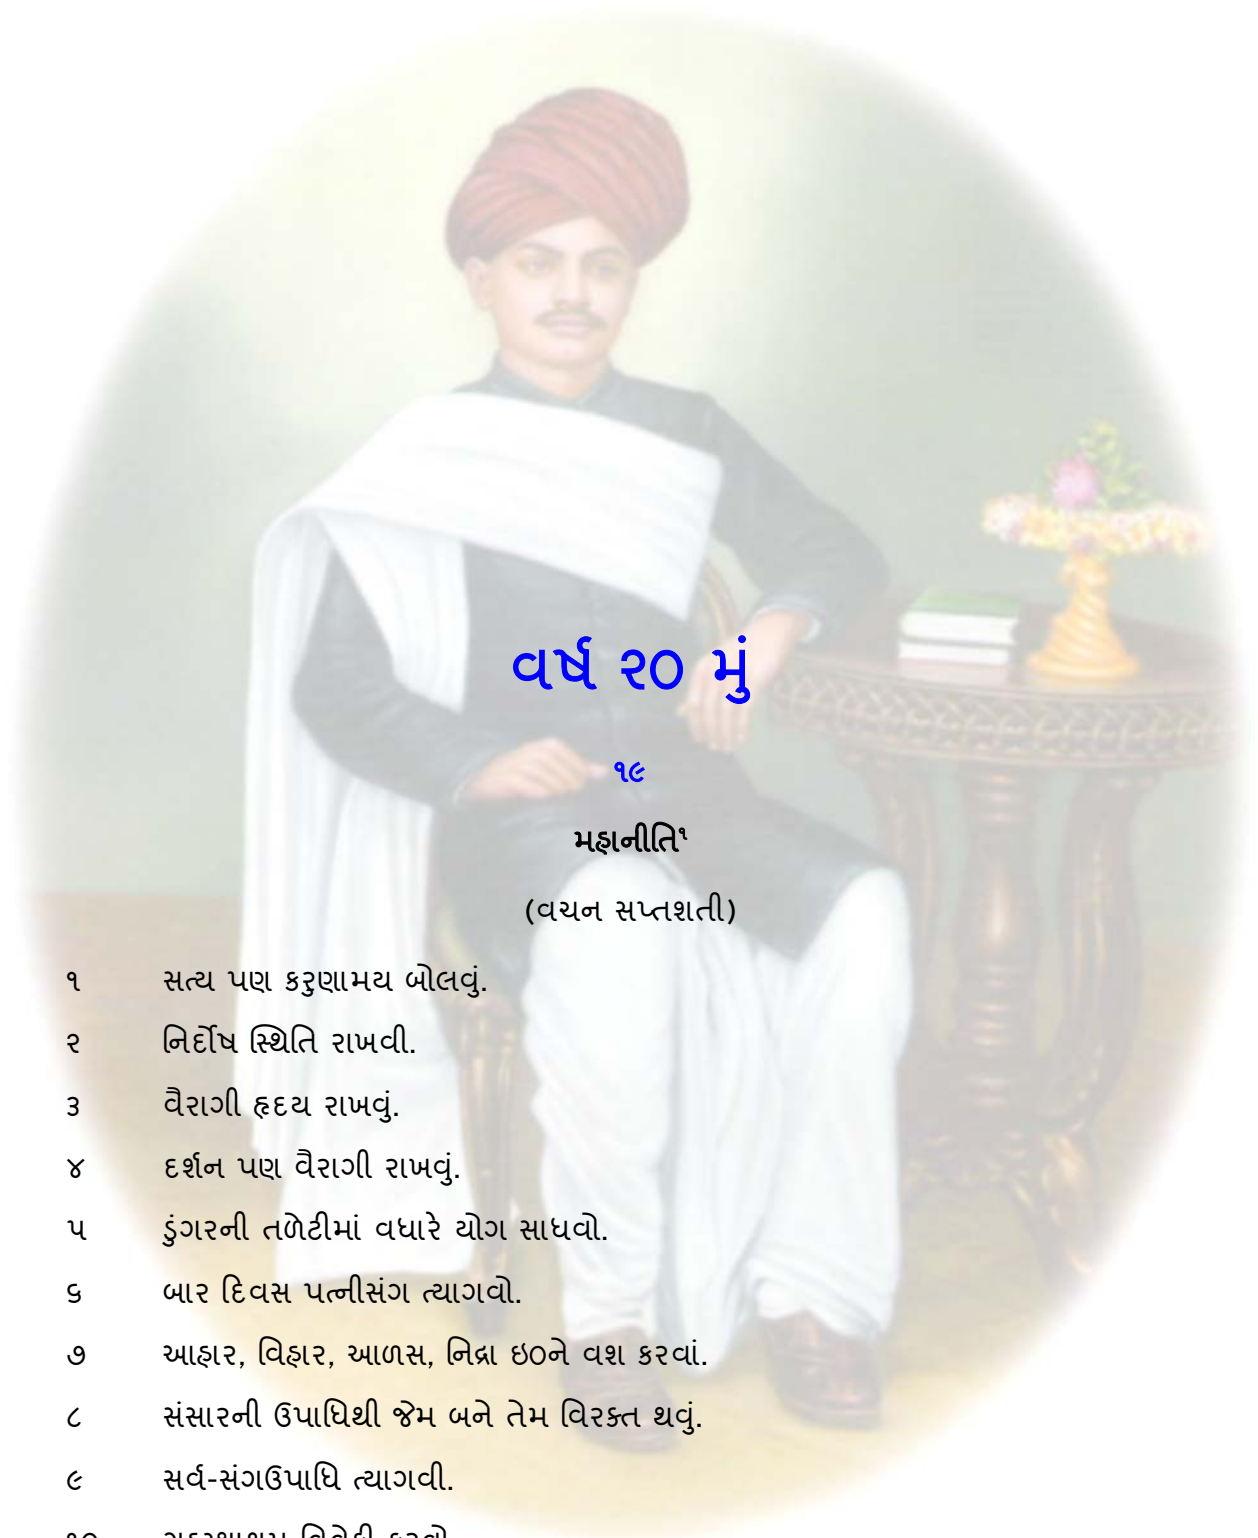 વર્ષ ૨૦ મું
૧૯
મહાનીતિ૧
(વચન સપ્તશતી)
૧ સત્ય પણ કરુણામય બોલવું.
૨ નિર્દોષ સ્થિતિ રાખવી.
૩ વૈરાગી હૃદય રાખવું.
૪ દર્શન પણ વૈરાગી રાખવું.
૫ ડુંગરની તળેટીમાં વધારે યોગ સાધવો.
૬ બાર દિવસ પત્નીસંગ ત્યાગવો.
૭ આહાર, વિહાર, આળસ, નિદ્રા ઇ૦ને વશ કરવાં.
૮ સંસારની ઉપાધિથી જેમ બને તેમ વિરક્ત થવું.
૯ સર્વ-સંગઉપાધિ ત્યાગવી.